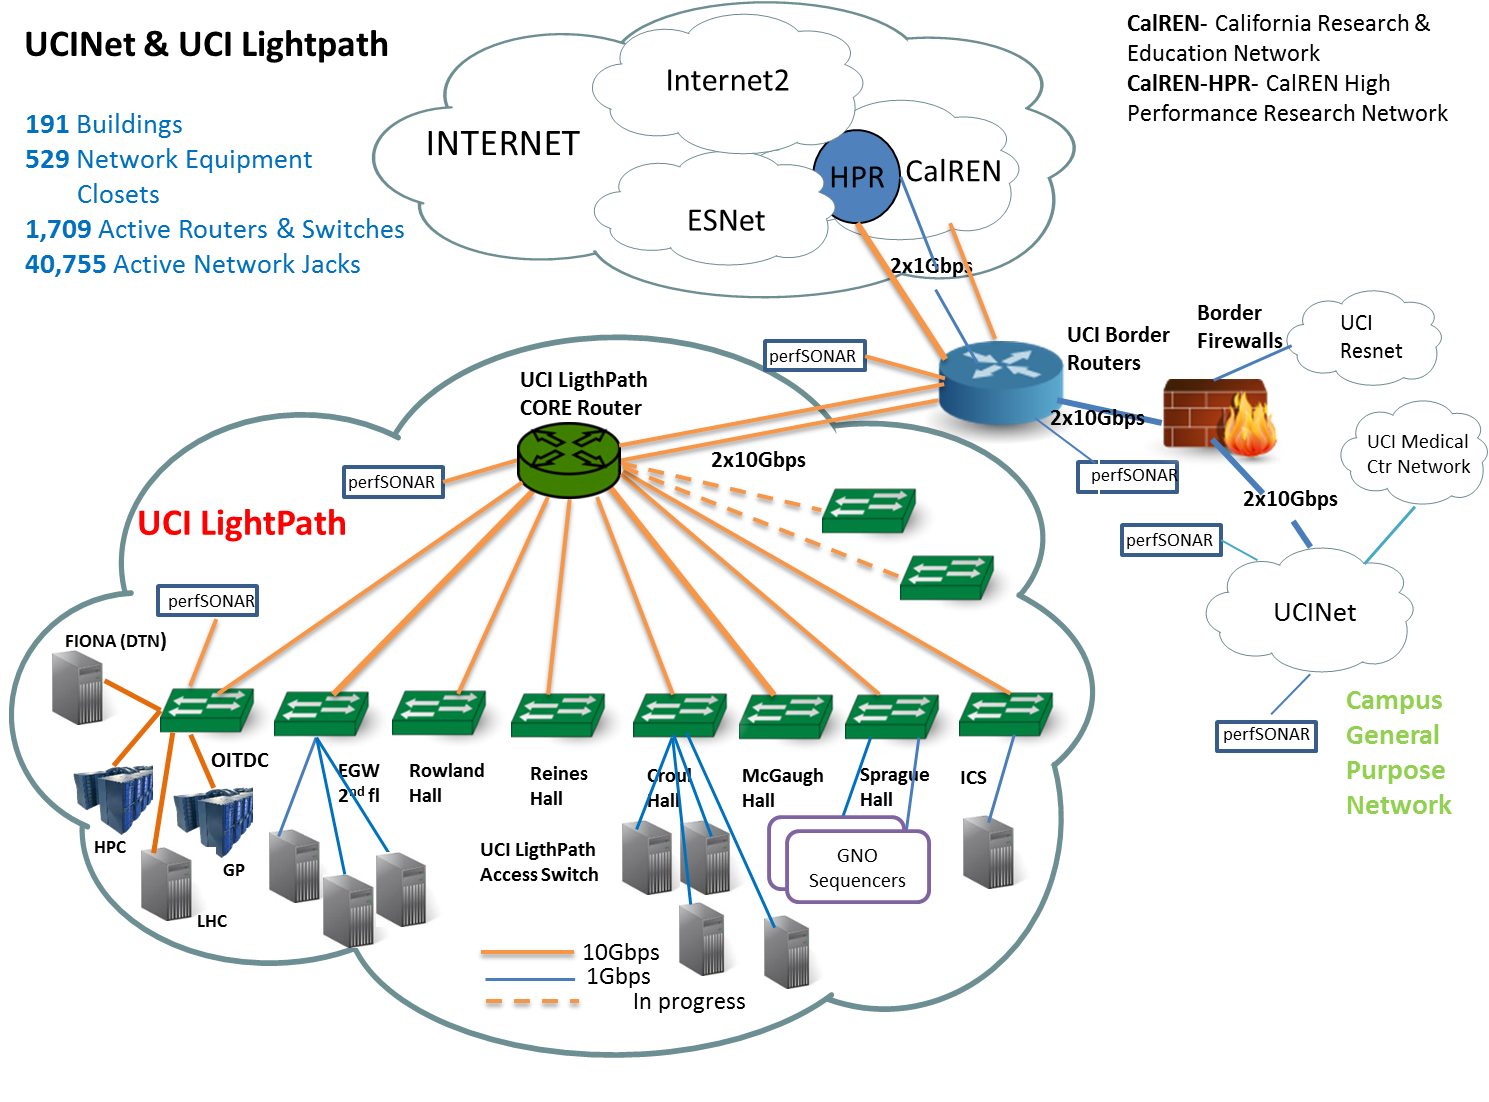 UCINet & UCI Lightpath
191 Buildings
529 Network Equipment
Closets
1,709 Active Routers & Switches
40,755 Active Network Jacks
CalREN- California Research &
Education Network
CalREN-HPR- CalREN High
Performance Research Network
INTERNET
Internet2
HPR
CalREN
ESNet
2x1Gbps
UCI Border
Routers
Border
Firewalls
UCI
Resnet
perfSONAR
UCI LigthPath
CORE Router
2x10Gbps
2x10Gbps
perfSONAR
perfSONAR
UCI Medical
Ctr Network
2x10Gbps
UCI LightPath
perfSONAR
perfSONAR
UCINet
FIONA (DTN)
perfSONAR
Campus
General
Purpose
Network
OITDC
EGW
2nd fl
Rowland
Hall
Reines
Hall
Croul
Hall
McGaugh
Hall
Sprague
Hall
ICS
HPC
GP
LHC
UCI LigthPath
Access Switch
GNO
Sequencers
10Gbps
1Gbps
In progress